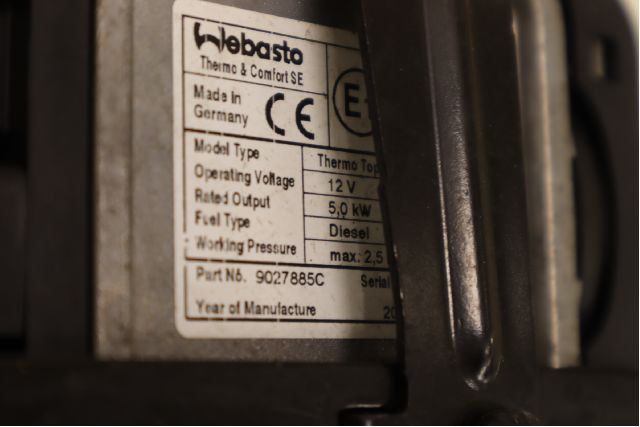 Webasto
Thermo & Comfort SE
Made in
Germany
CE
E
Model Type Thermo Top
Operating Voltage 12 V
Rated Output 5,0 kW
Fuel Type Diesel
Working Pressure max. 2,5
Part No. 9027885C Serial
Year of Manufacture 20